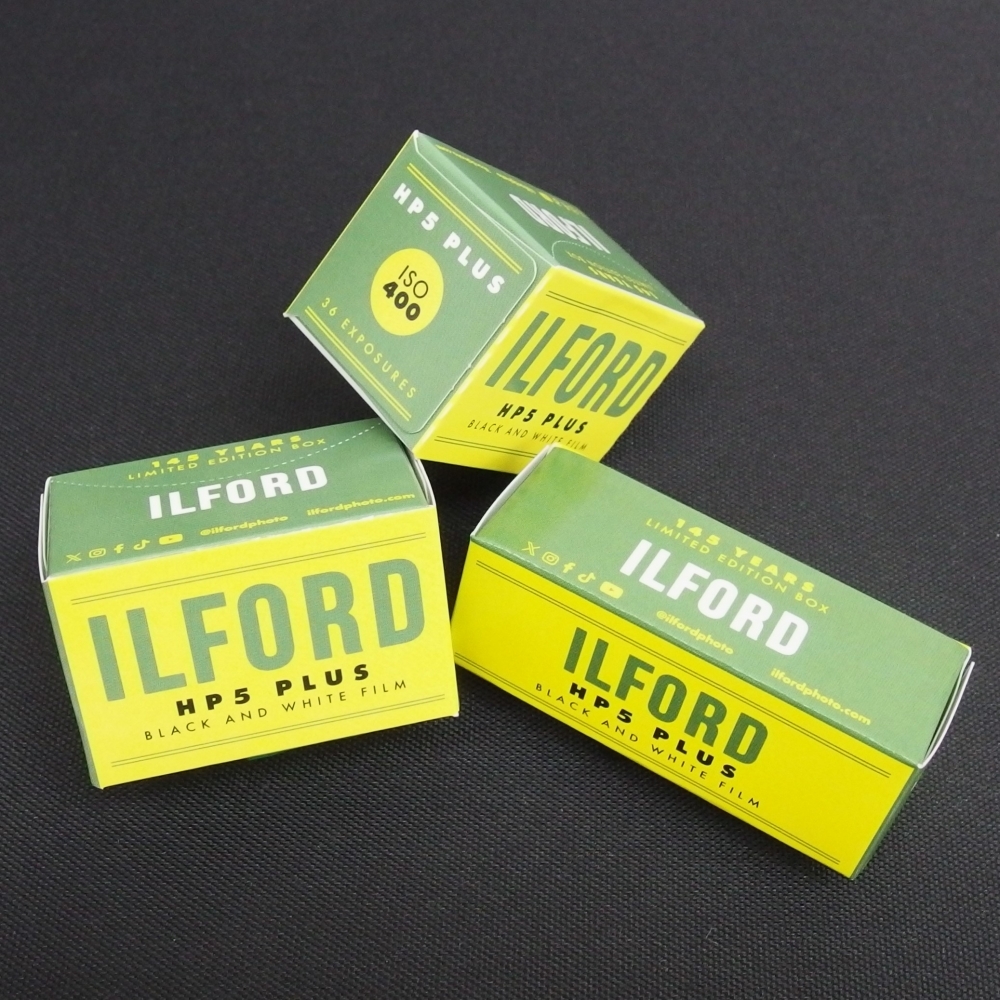 HP5 PLUS
ISO
400
36 EXPOSURES
ILFORD
ILFORD
HP5 PLUS
BLACK AND WHITE FILM
145 YEARS
LIMITED EDITION BOX
ILFORD
@ilfordphoto ilfordphoto.com
ILFORD
HP5 PLUS
BLACK AND WHITE FILM
145 YEARS
LIMITED EDITION BOX
ILFORD
@ilfordphoto
ilfordphoto.com
ILFORD
HP5 PLUS
BLACK AND WHITE FILM